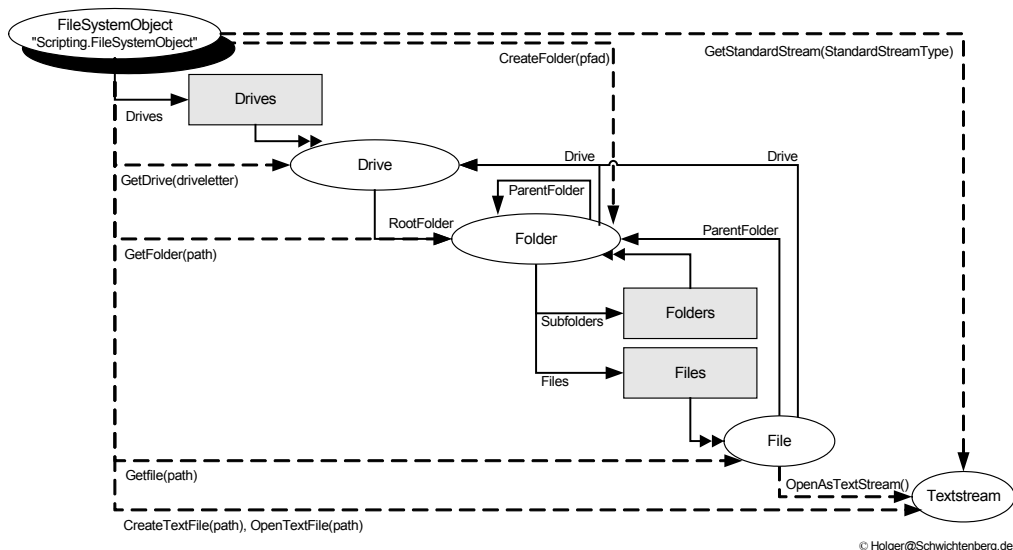 FileSystemObject
"Scripting.FileSystemObject"
GetStandardStream(StandardStreamType)
CreateFolder(pfad)
Drives
Drives
Drive
Drive
Drive
GetDrive(driveletter)
ParentFolder
RootFolder
ParentFolder
Folder
GetFolder(path)
Folders
Subfolders
Files
Files
File
Getfile(path)
OpenAsTextStream()
Textstream
CreateTextFile(path), OpenTextFile(path)
© Holger@Schwichtenberg.de